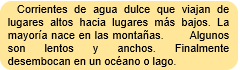 Corrientes de agua dulce que viajan de
lugares altos hacia lugares más bajos. La
mayoría nace en las montañas. Algunos
son lentos y anchos. Finalmente
desembocan en un océano o lago.